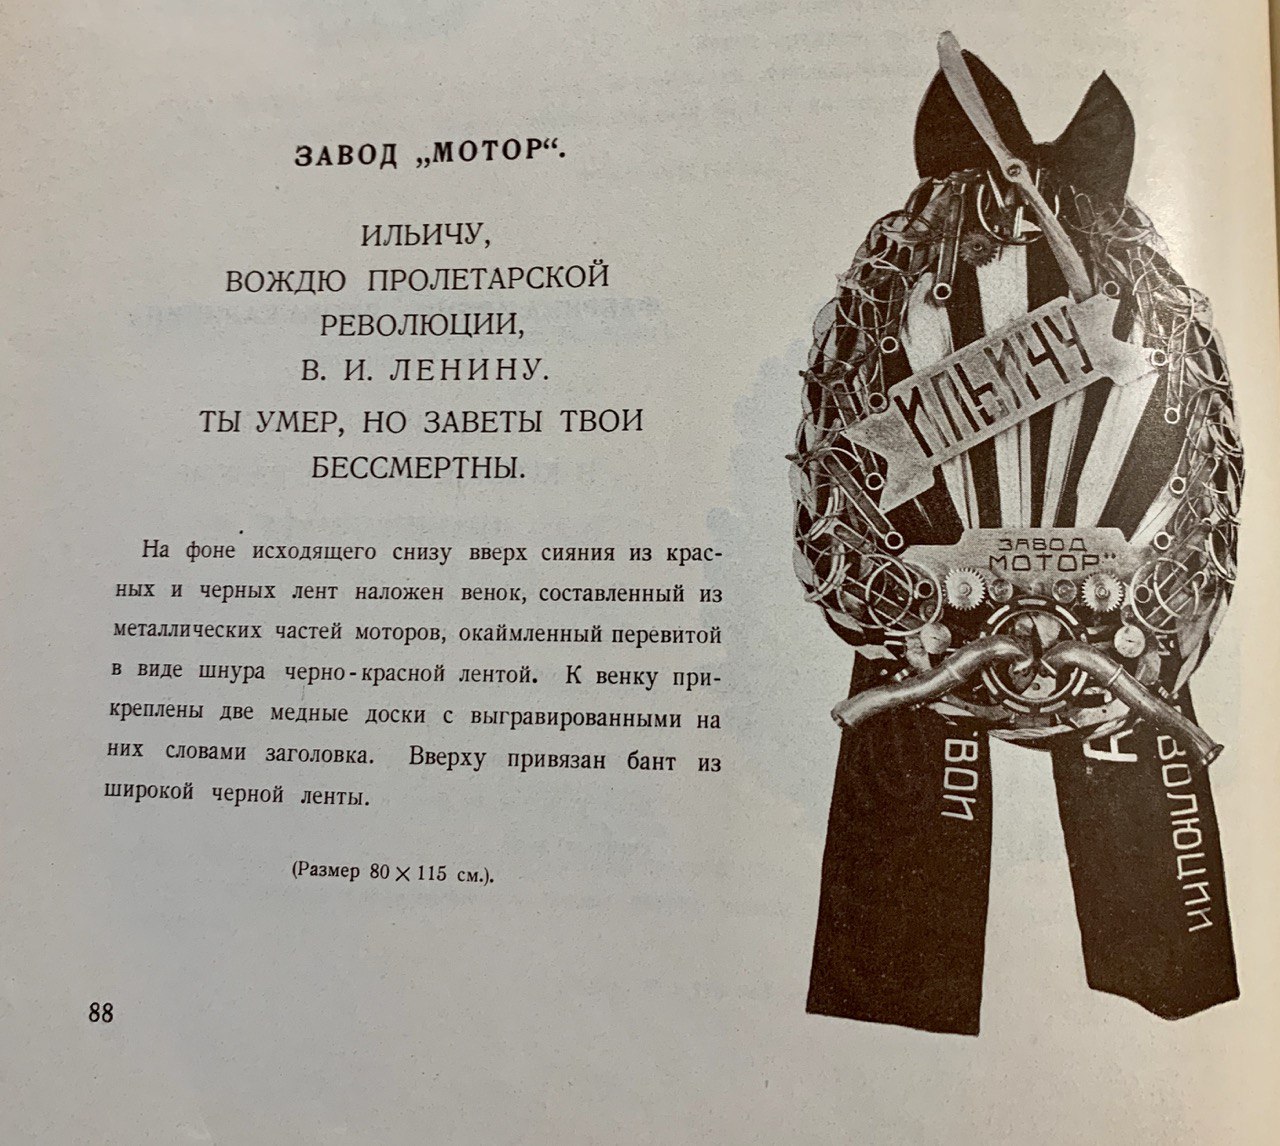 ЗАВОД „МОТОР“.
ИЛЬИЧУ,
ВОЖДЮ ПРОЛЕТАРСКОЙ
РЕВОЛЮЦИИ,
В. И. ЛЕНИНУ.
ТЫ УМЕР, НО ЗАВЕТЫ ТВОИ
БЕССМЕРТНЫ.
На фоне исходящего снизу вверх сияния из крас-
ных и черных лент наложен венок, составленный из
металлических частей моторов, окаймленный перевитой
в виде шнура черно-красной лентой. К венку при-
креплены две медные доски с выгравированными на
них словами заголовка. Вверху привязан бант из
широкой черной ленты.
(Размер 80 × 115 см.).
88
ИЛЬИЧУ
ЗАВОД
МОТОР"
ВОИ
ВОЛЮЦИИ